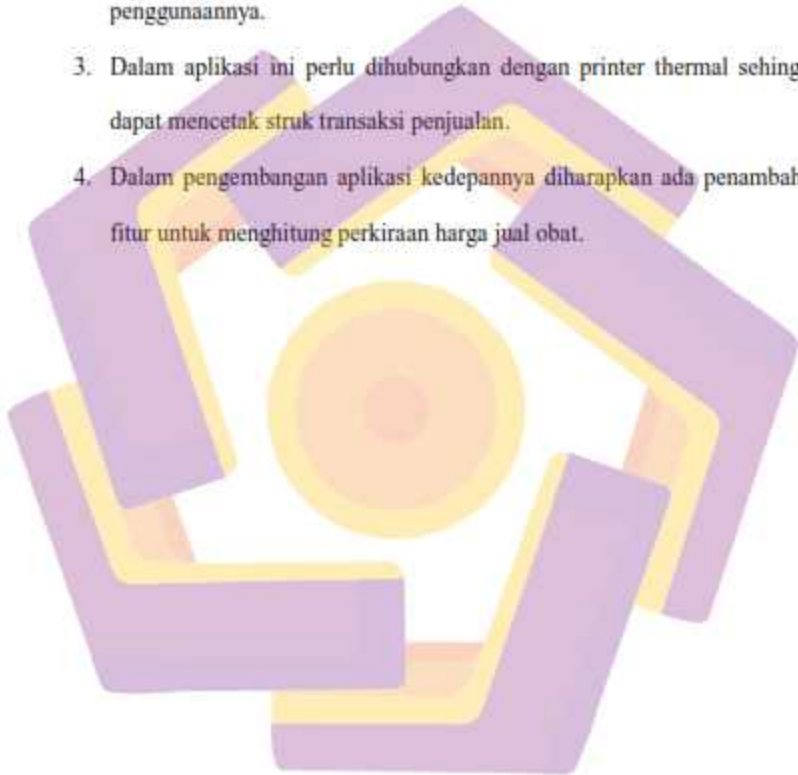 penggunaannya.
3. Dalam aplikasi ini perlu dihubungkan dengan printer thermal sehing
dapat mencetak struk transaksi penjualan.
4. Dalam pengembangan aplikasi kedepannya diharapkan ada penambah
fitur untuk menghitung perkiraan harga jual obat.